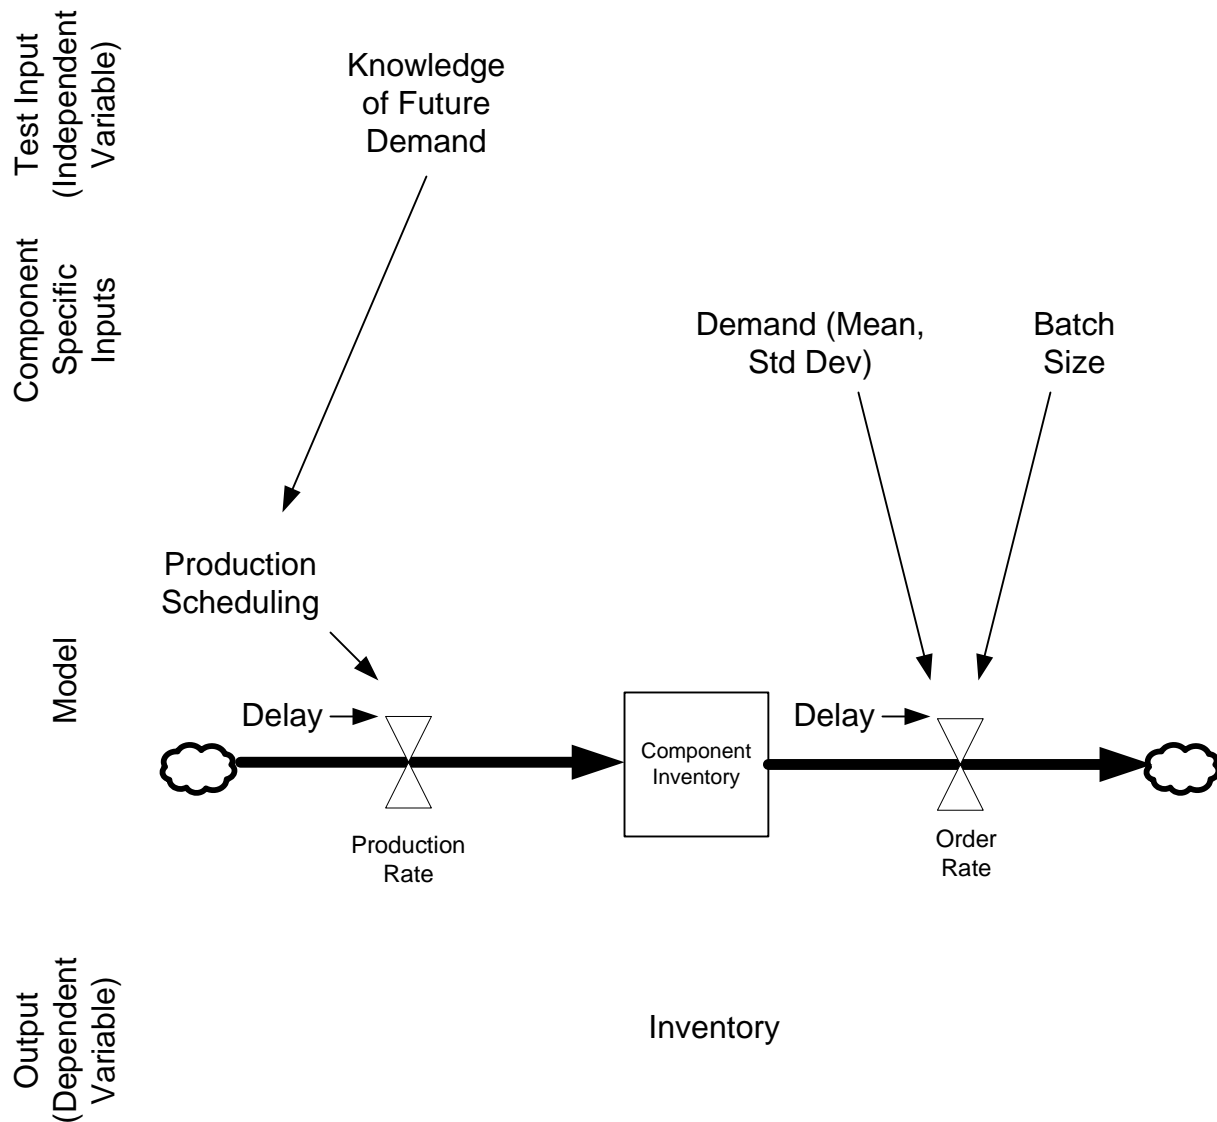 Test Input
(Independent
Variable)
Knowledge
of Future
Demand
Component
Specific
Inputs
Demand (Mean,
Std Dev)
Batch
Size
Model
Production
Scheduling
Delay
Delay
Component
Inventory
Production
Rate
Order
Rate
Output
(Dependent
Variable)
Inventory